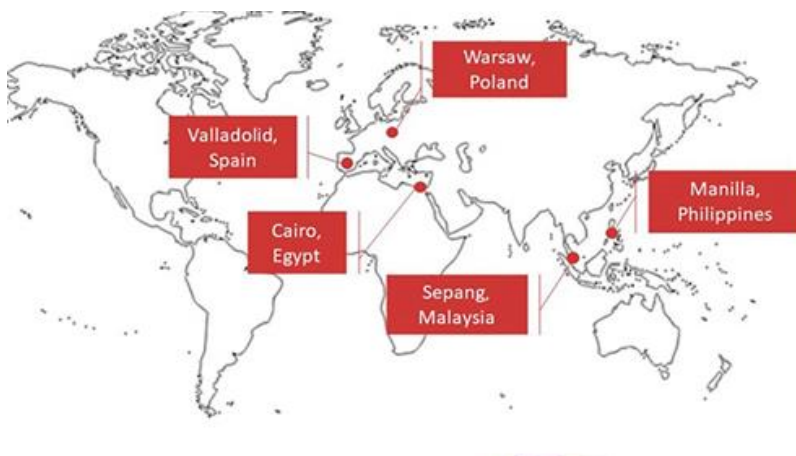 Warsaw,
Poland
Valladolid,
Spain
Manilla,
Philippines
Cairo,
Egypt
Sepang,
Malaysia